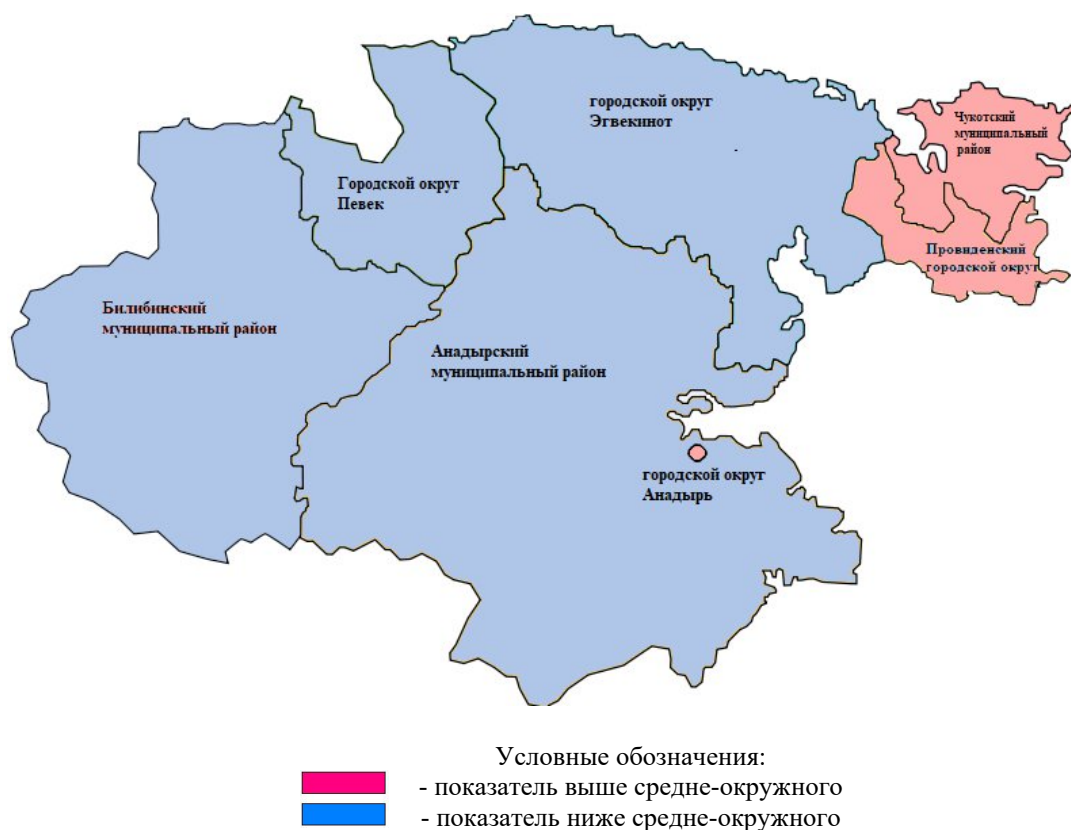 городской округ
Эгвекинот
Чукотский
муниципальный
район
Городской округ
Певек
Провиденский
городской округ
Билибинский
муниципальный район
Анадырский
муниципальный район
городской округ
Анадырь
Условные обозначения:
- показатель выше средне-окружного
- показатель ниже средне-окружного